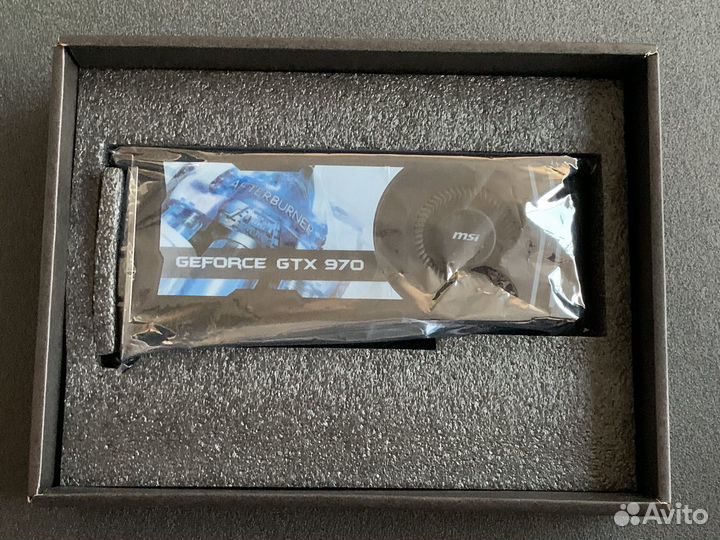 AFTERBURNER
msi
GEFORCE GTX 970
Avito